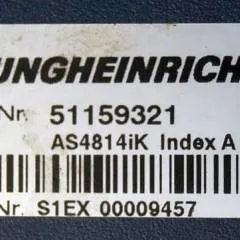 UNGHEINRICH
Nr. 51159321
AS4814iK Index A
Nr. S1EX 00009457